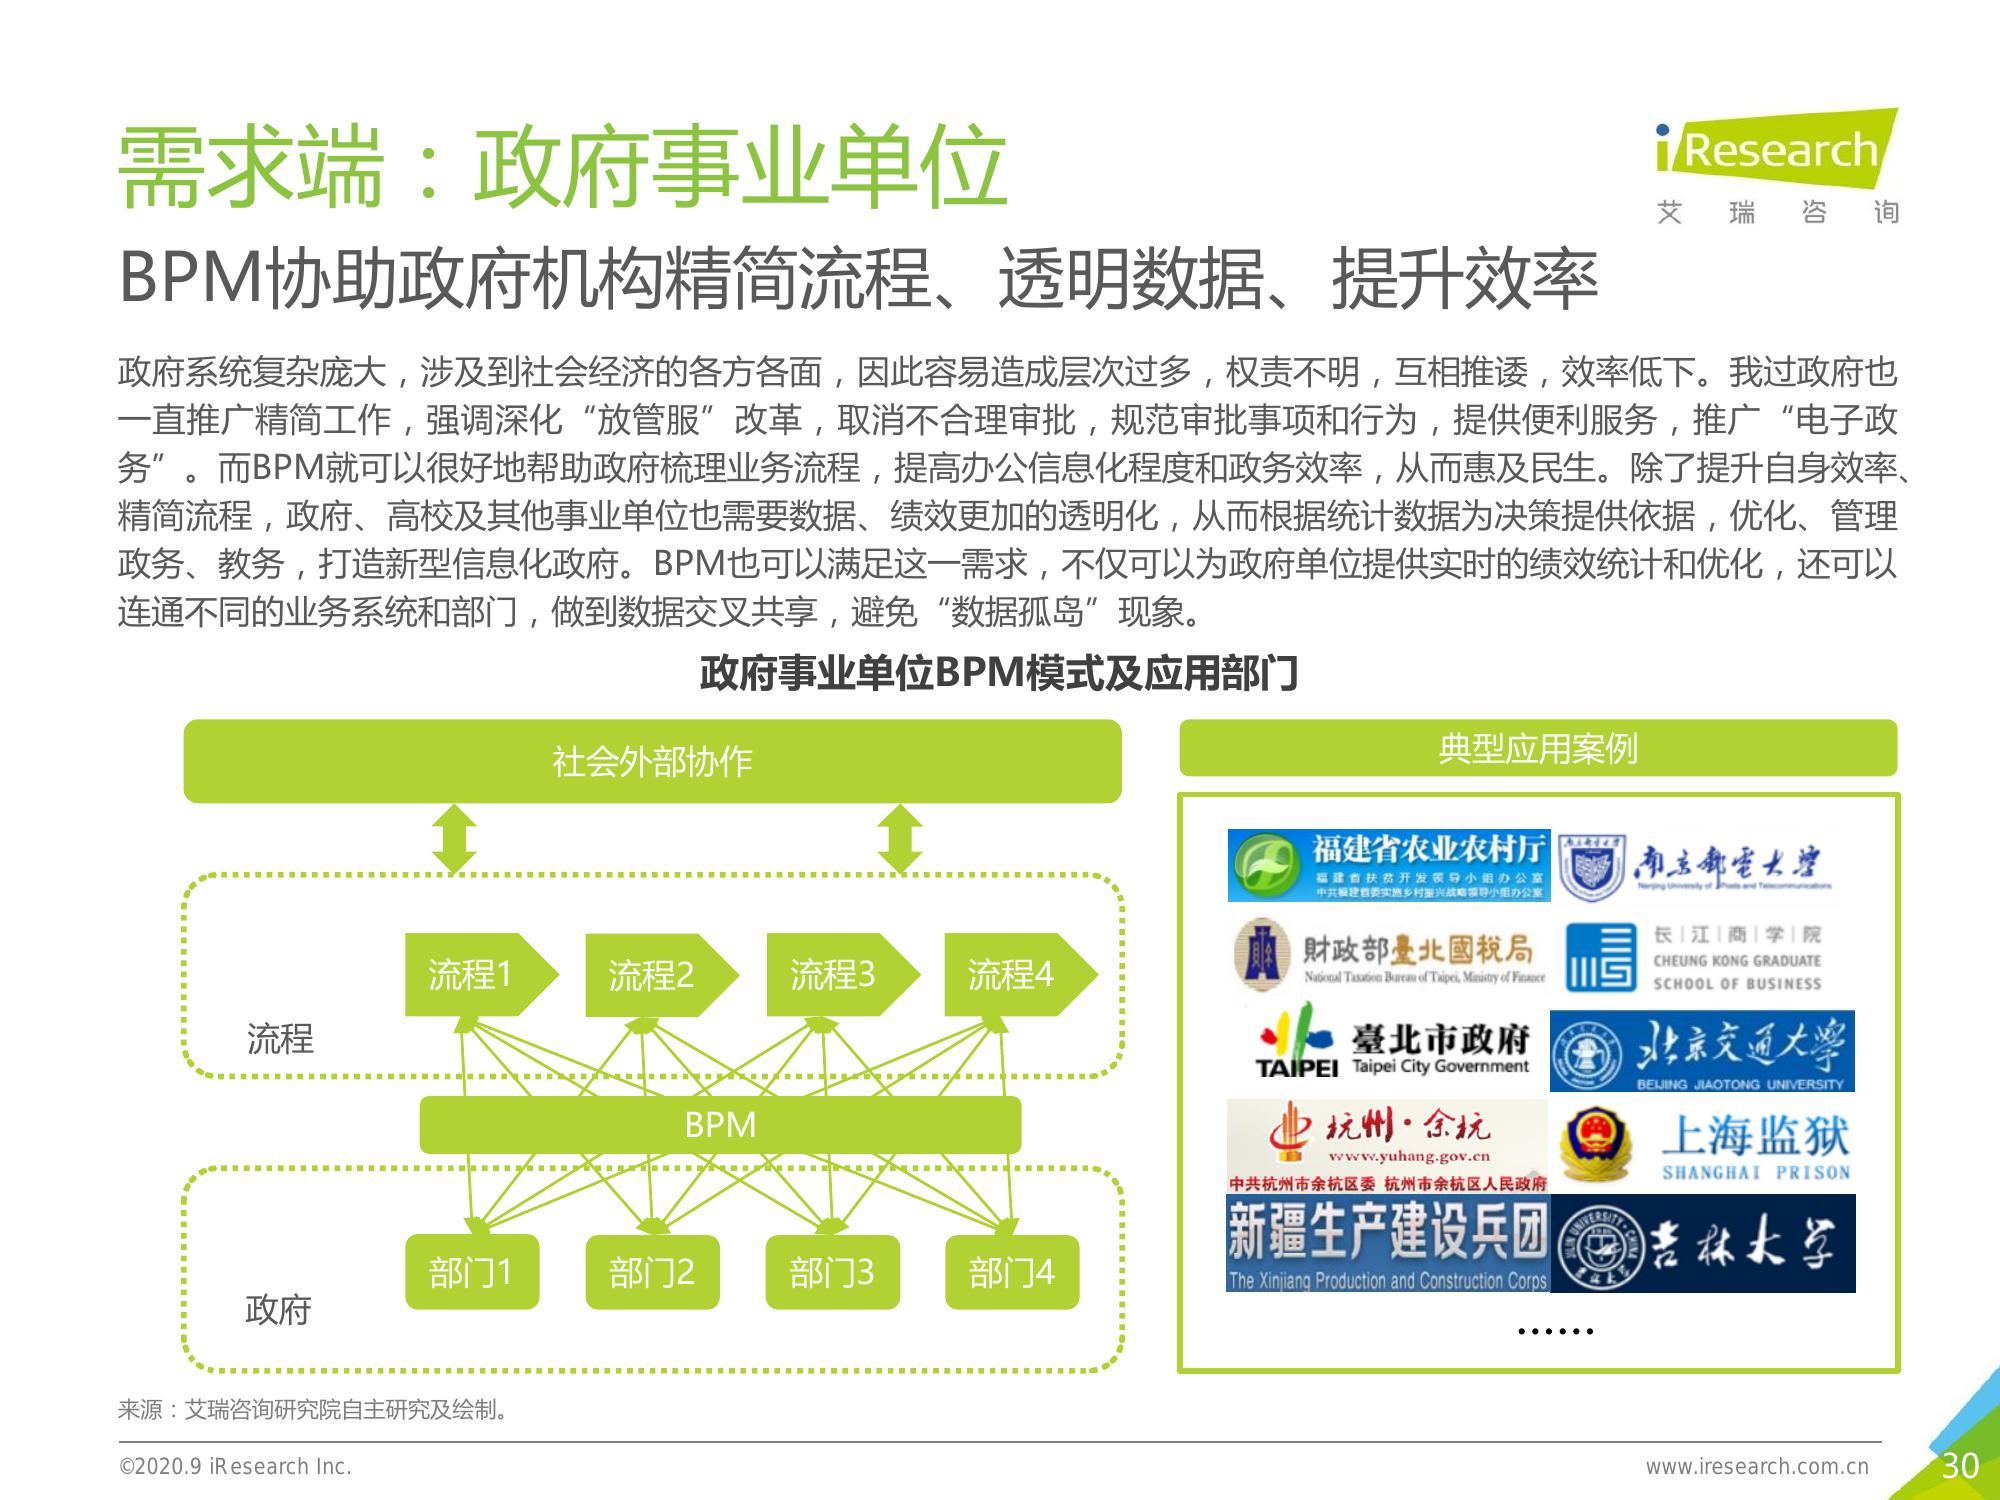 需求端：政府事业单位
iResearch
艾瑞咨询
BPM协助政府机构精简流程、透明数据、提升效率
政府系统复杂庞大，涉及到社会经济的各方各面，因此容易造成层次过多，权责不明，互相推诿，效率低下。我过政府也
一直推广精简工作，强调深化“放管服”改革，取消不合理审批，规范审批事项和行为，提供便利服务，推广“电子政
务”。而BPM就可以很好地帮助政府梳理业务流程，提高办公信息化程度和政务效率，从而惠及民生。除了提升自身效率、
精简流程，政府、高校及其他事业单位也需要数据、绩效更加的透明化，从而根据统计数据为决策提供依据，优化、管理
政务、教务，打造新型信息化政府。BPM也可以满足这一需求，不仅可以为政府单位提供实时的绩效统计和优化，还可以
连通不同的业务系统和部门，做到数据交叉共享，避免“数据孤岛”现象。
政府事业单位BPM模式及应用部门
社会外部协作
流程1
流程2
流程3
流程4
流程
BPM
部门1
部门2
部门3
部门4
政府
典型应用案例
福建省农业农村厅
福建省扶贫开发领导小组办公室
中共福建省委实施乡村振兴战略领导小组办公室
南京郵電大學
Nanjing University of Posts and Telecommunications
財政部臺北國稅局
National Taxation Bureau of Taipei, Ministry of Finance
长|江|商|学|院
CHEUNG KONG GRADUATE
SCHOOL OF BUSINESS
TAIPEI
臺北市政府
Taipei City Government
北京交通大學
BEIJING JIAOTONG UNIVERSITY
杭州·余杭
www.yuhang.gov.cn
中共杭州市余杭区委 杭州市余杭区人民政府
上海监狱
SHANGHAI PRISON
新疆生产建设兵团
The Xinjiang Production and Construction Corps
吉林大学
......
来源：艾瑞咨询研究院自主研究及绘制。
©2020.9 iResearch Inc.
www.iresearch.com.cn
30